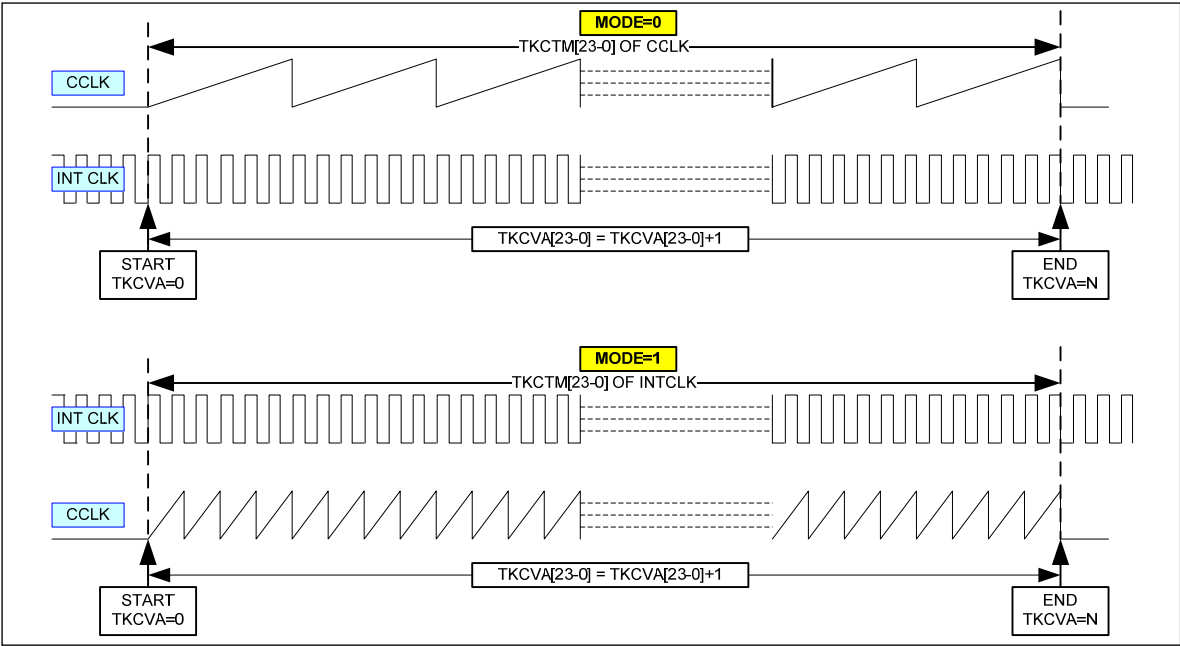 MODE=0
TKCTM[23-0] OF CCLK
CCLK
INT CLK
TKCVA[23-0] = TKCVA[23-0]+1
START
TKCVA=0
END
TKCVA=N
MODE=1
TKCTM[23-0] OF INTCLK
INT CLK
CCLK
TKCVA[23-0] = TKCVA[23-0]+1
START
TKCVA=0
END
TKCVA=N